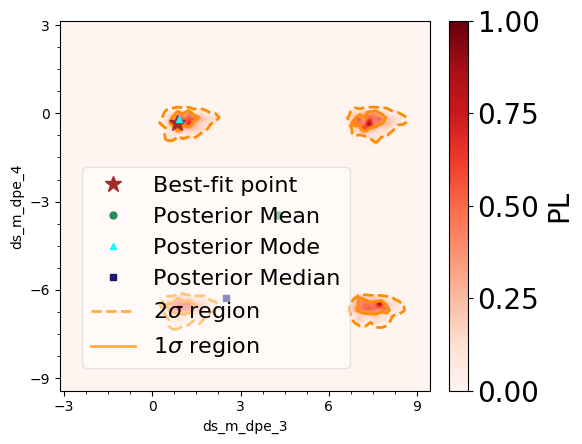 3
0
−3
−6
−9
ds_m_dpe_4
−3
0
3
6
9
ds_m_dpe_3
Best-fit point
Posterior Mean
Posterior Mode
Posterior Median
2σ region
1σ region
1.00
0.75
0.50
0.25
0.00
PL